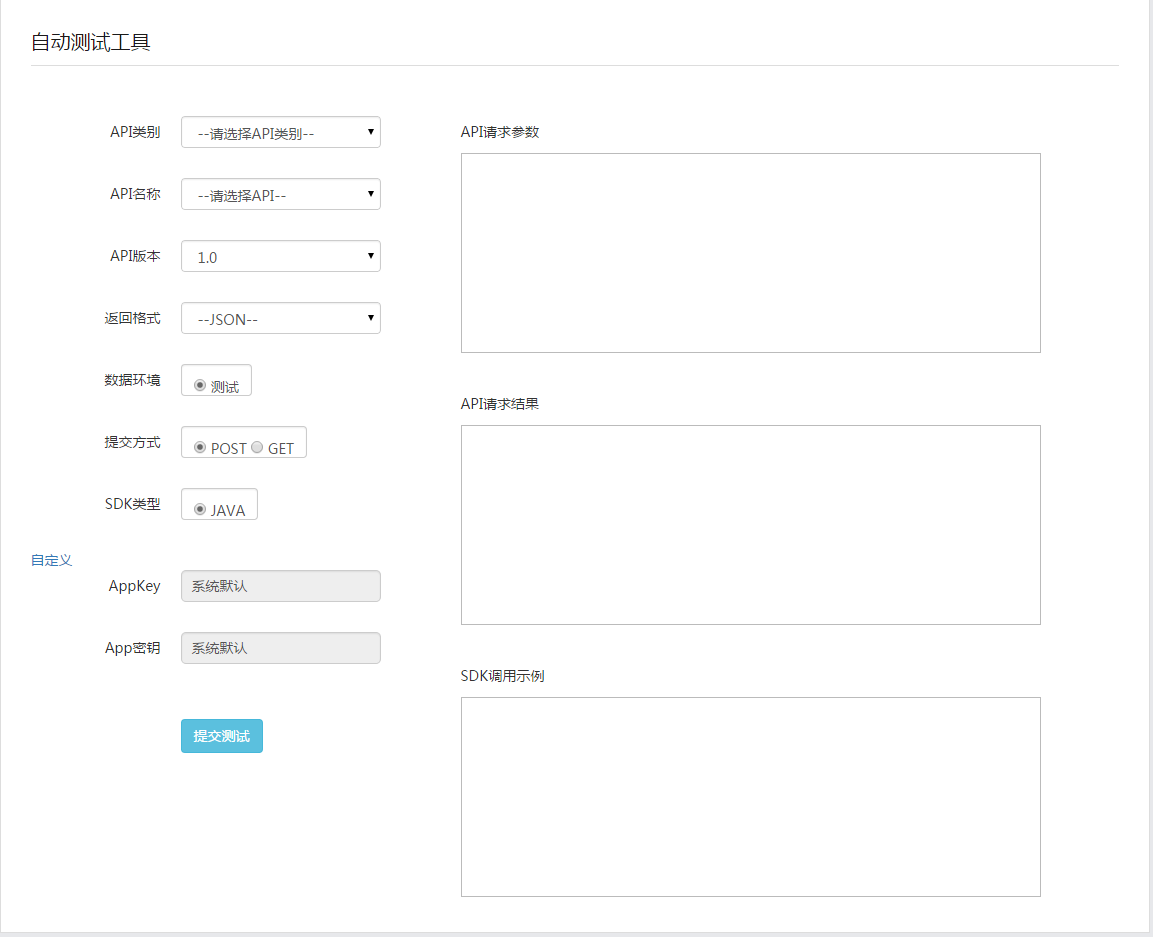 自动测试工具
API类别
--请选择API类别--
API名称
--请选择API--
API版本
1.0
返回格式
--JSON--
数据环境
测试
提交方式
POST GET
SDK类型
JAVA
自定义
AppKey
系统默认
App密钥
系统默认
提交测试
API请求参数
API请求结果
SDK调用示例